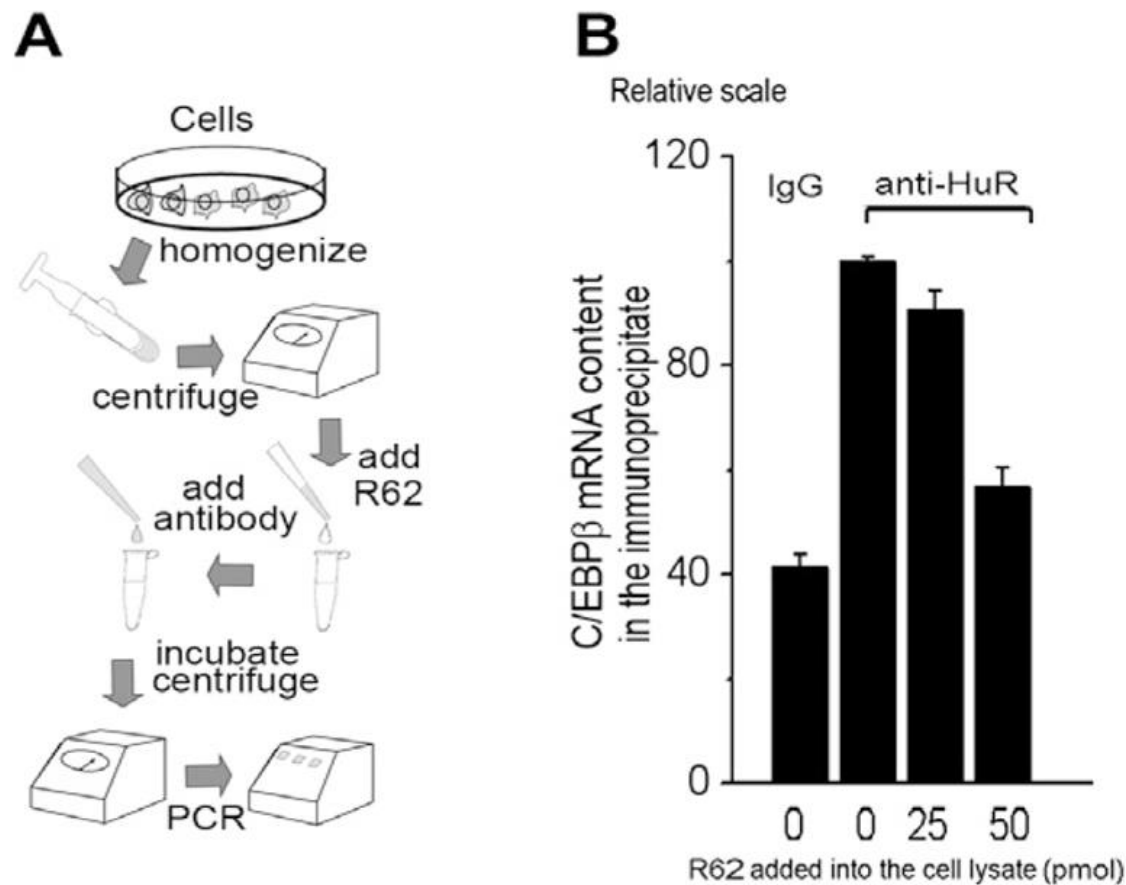 A
Cells
homogenize
centrifuge
add
R62
add
antibody
incubate
centrifuge
PCR
B
Relative scale
C/EBPβ mRNA content
in the immunoprecipitate
120
80
40
0
IgG
anti-HuR
0 0 25 50
R62 added into the cell lysate (pmol)